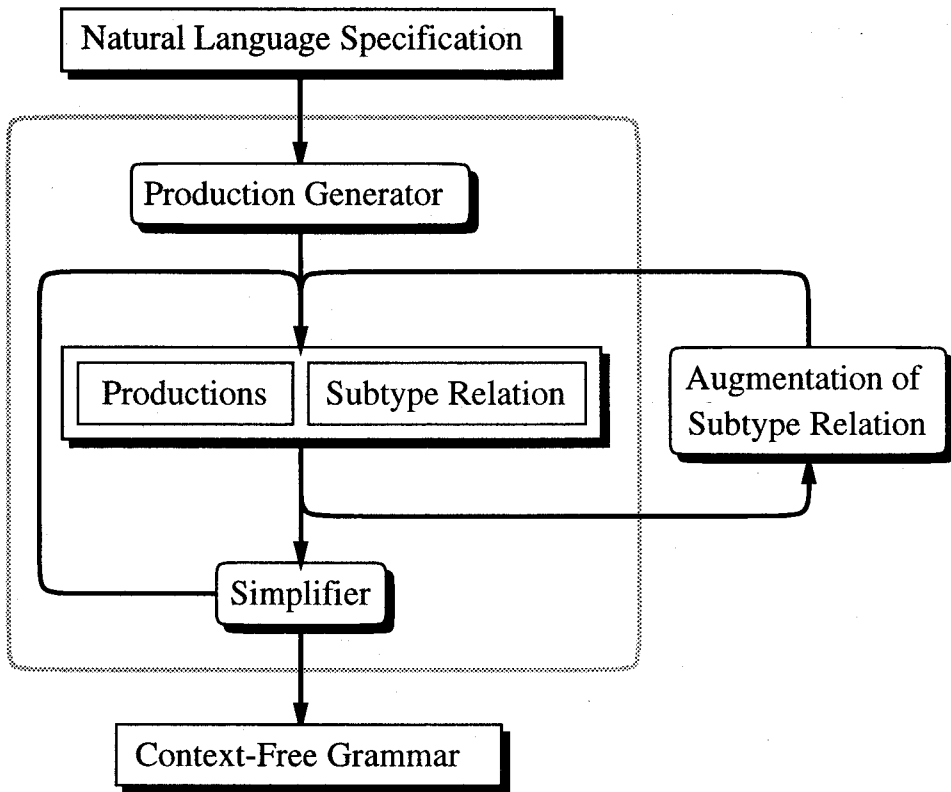 Natural Language Specification
Production Generator
Productions
Subtype Relation
Augmentation of
Subtype Relation
Simplifier
Context-Free Grammar